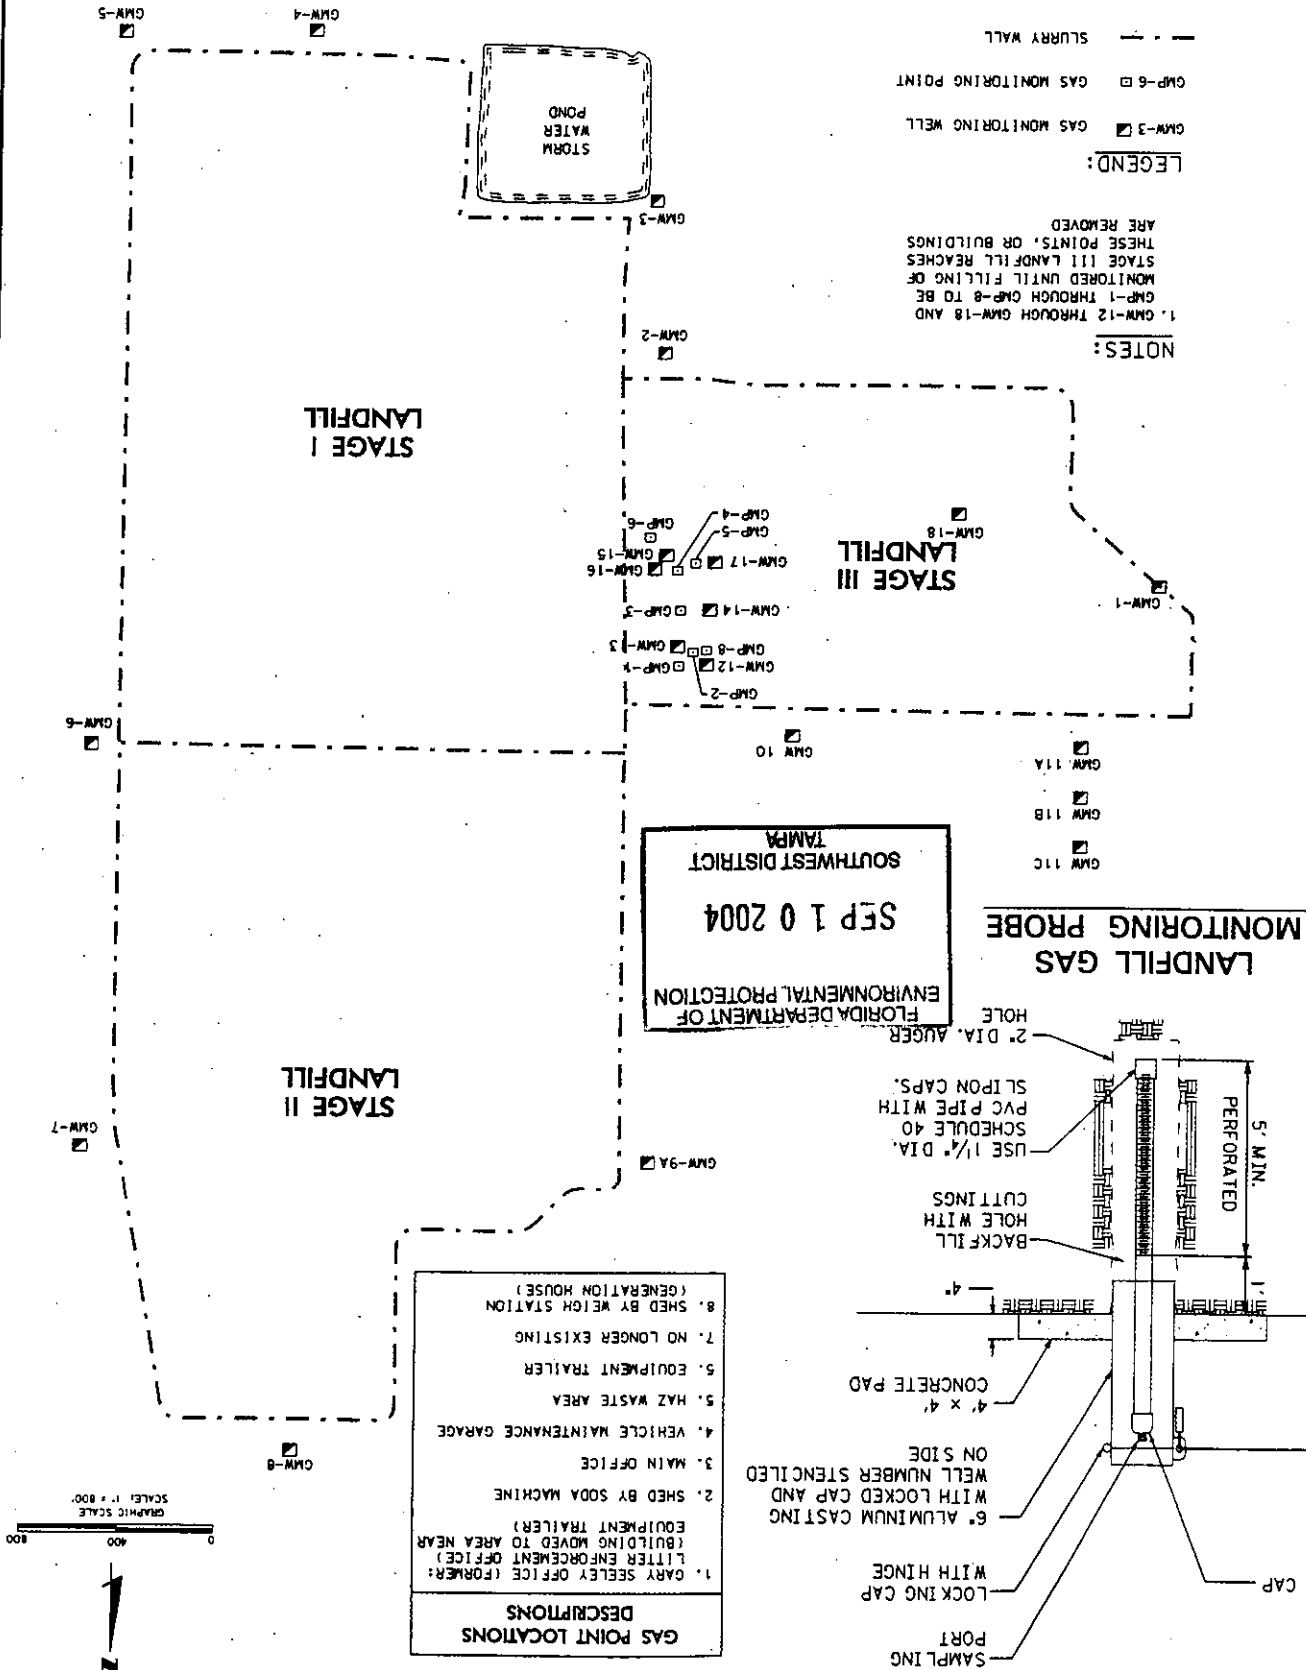 SAMPLING
PORT
CAP
LOCKING CAP
WITH HINGE
6" ALUMINUM CASTING
WITH LOCKED CAP AND
WELL NUMBER STENCILED
ON SIDE
4' x 4'
CONCRETE PAD
4"
1'
BACKFILL
HOLE WITH
CUTTINGS
5' MIN.
PERFORATED
USE 1 1/4" DIA.
SCHEDULE 40
PVC PIPE WITH
SLIPON CAPS.
2" DIA. AUGER
HOLE
LANDFILL GAS
MONITORING PROBE
GAS POINT LOCATIONS
DESCRIPTIONS
1. GARY SEELEY OFFICE (FORMER:
LITTER ENFORCEMENT OFFICE)
(BUILDING MOVED TO AREA NEAR
EQUIPMENT TRAILER)
2. SHED BY SODA MACHINE
3. MAIN OFFICE
4. VEHICLE MAINTENANCE GARAGE
5. HAZ WASTE AREA
5. EQUIPMENT TRAILER
7. NO LONGER EXISTING
8. SHED BY WEIGH STATION
(GENERATION HOUSE)
0 400 800
GRAPHIC SCALE
SCALE: 1" = 800'
GMW-8
GMW-9A
GMW-7
STAGE II
LANDFILL
FLORIDA DEPARTMENT OF
ENVIRONMENTAL PROTECTION
SEP 10 2004
SOUTHWEST DISTRICT
TAMPA
GMW 11C
GMW 11B
GMW 11A
GMW 10
GMW-6
GMP-2
GMW-12
GMP-1
GMP-8
GMW-13
GMW-14
GMP-3
GMW-1
STAGE III
LANDFILL
GMW-17
GMW-16
GMW-15
GMP-5
GMP-4
GMP-6
GMW-18
STAGE I
LANDFILL
NOTES:
1. GMW-12 THROUGH GMW-18 AND
GMP-1 THROUGH GMP-8 TO BE
MONITORED UNTIL FILLING OF
STAGE III LANDFILL REACHES
THESE POINTS, OR BUILDINGS
ARE REMOVED
GMW-2
GMW-3
LEGEND:
GMW-3 GAS MONITORING WELL
GMP-6 GAS MONITORING POINT
SLURRY WALL
STORM
WATER
POND
GMW-4
GMW-5